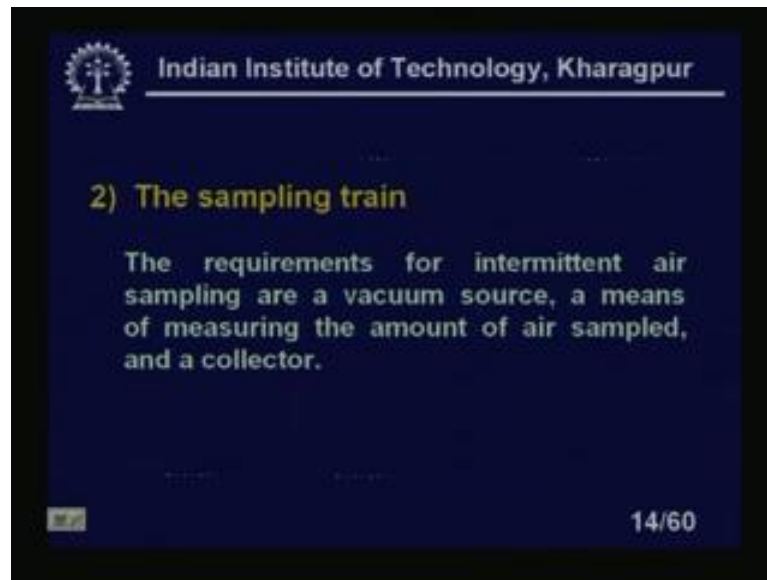 Indian Institute of Technology, Kharagpur
2) The sampling train
The requirements for intermittent air
sampling are a vacuum source, a means
of measuring the amount of air sampled,
and a collector.
14/60